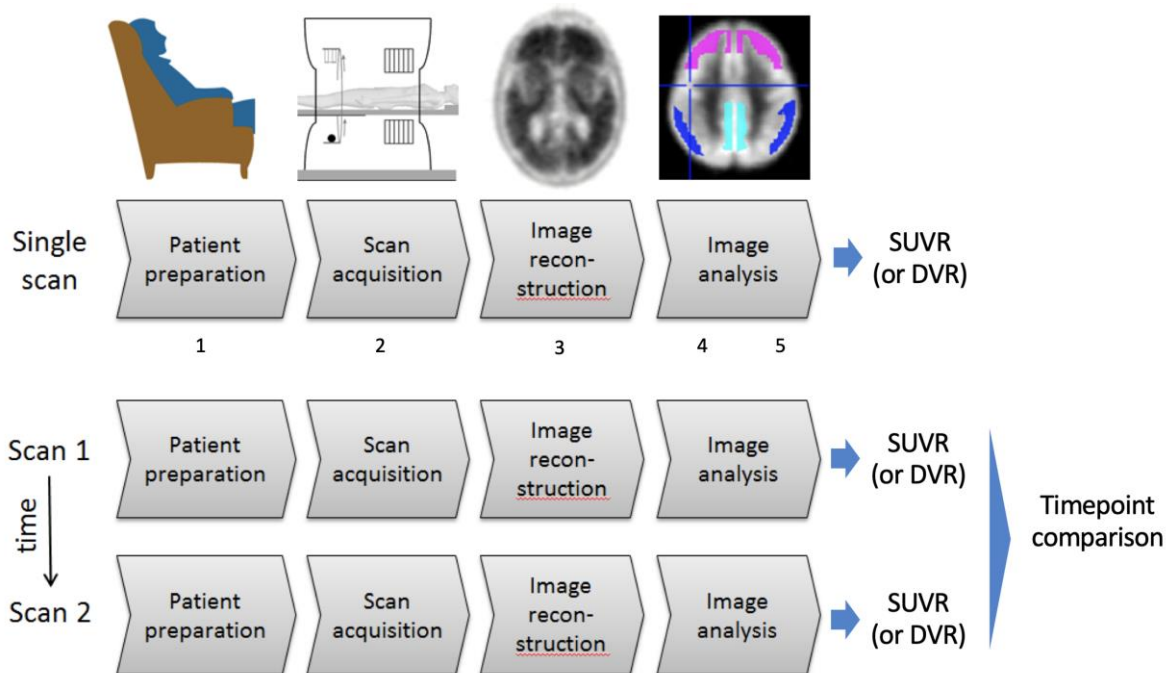 Single
scan
Patient
preparation
Scan
acquisition
Image
recon-
struction
Image
analysis
SUVR
(or DVR)
1
2
3
4
5
Scan 1
Patient
preparation
Scan
acquisition
Image
recon-
struction
Image
analysis
SUVR
(or DVR)
time
Timepoint
comparison
Scan 2
Patient
preparation
Scan
acquisition
Image
recon-
struction
Image
analysis
SUVR
(or DVR)